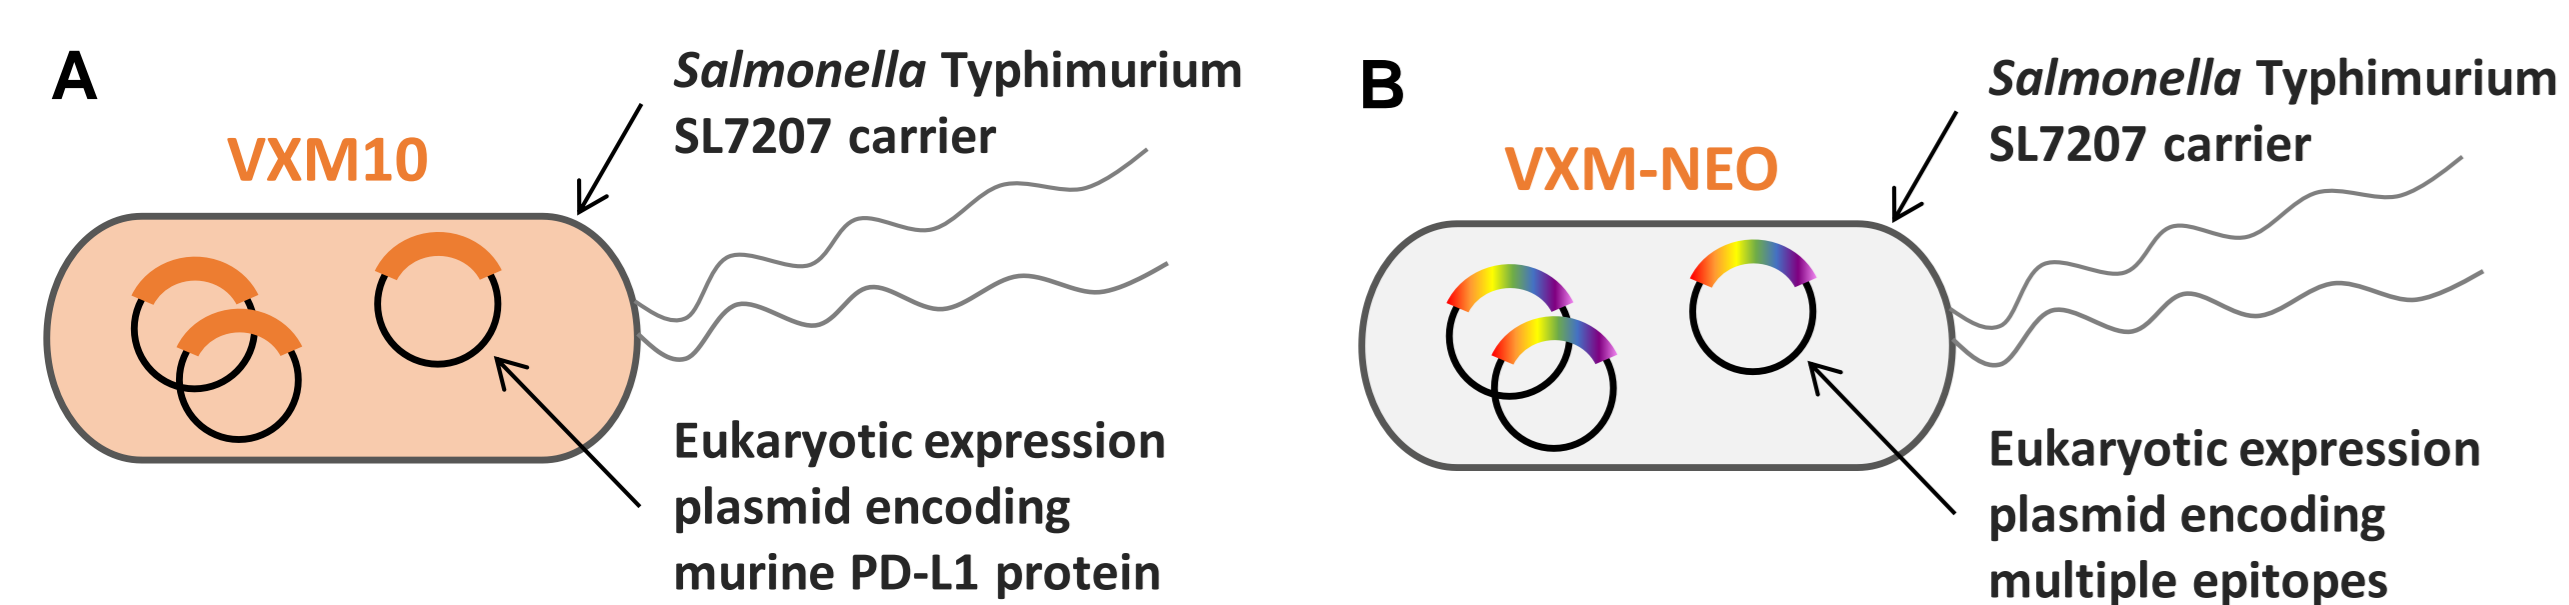 A
VXM10
Salmonella Typhimurium
SL7207 carrier
Eukaryotic expression
plasmid encoding
murine PD-L1 protein
B
VXM-NEO
Salmonella Typhimurium
SL7207 carrier
Eukaryotic expression
plasmid encoding
multiple epitopes